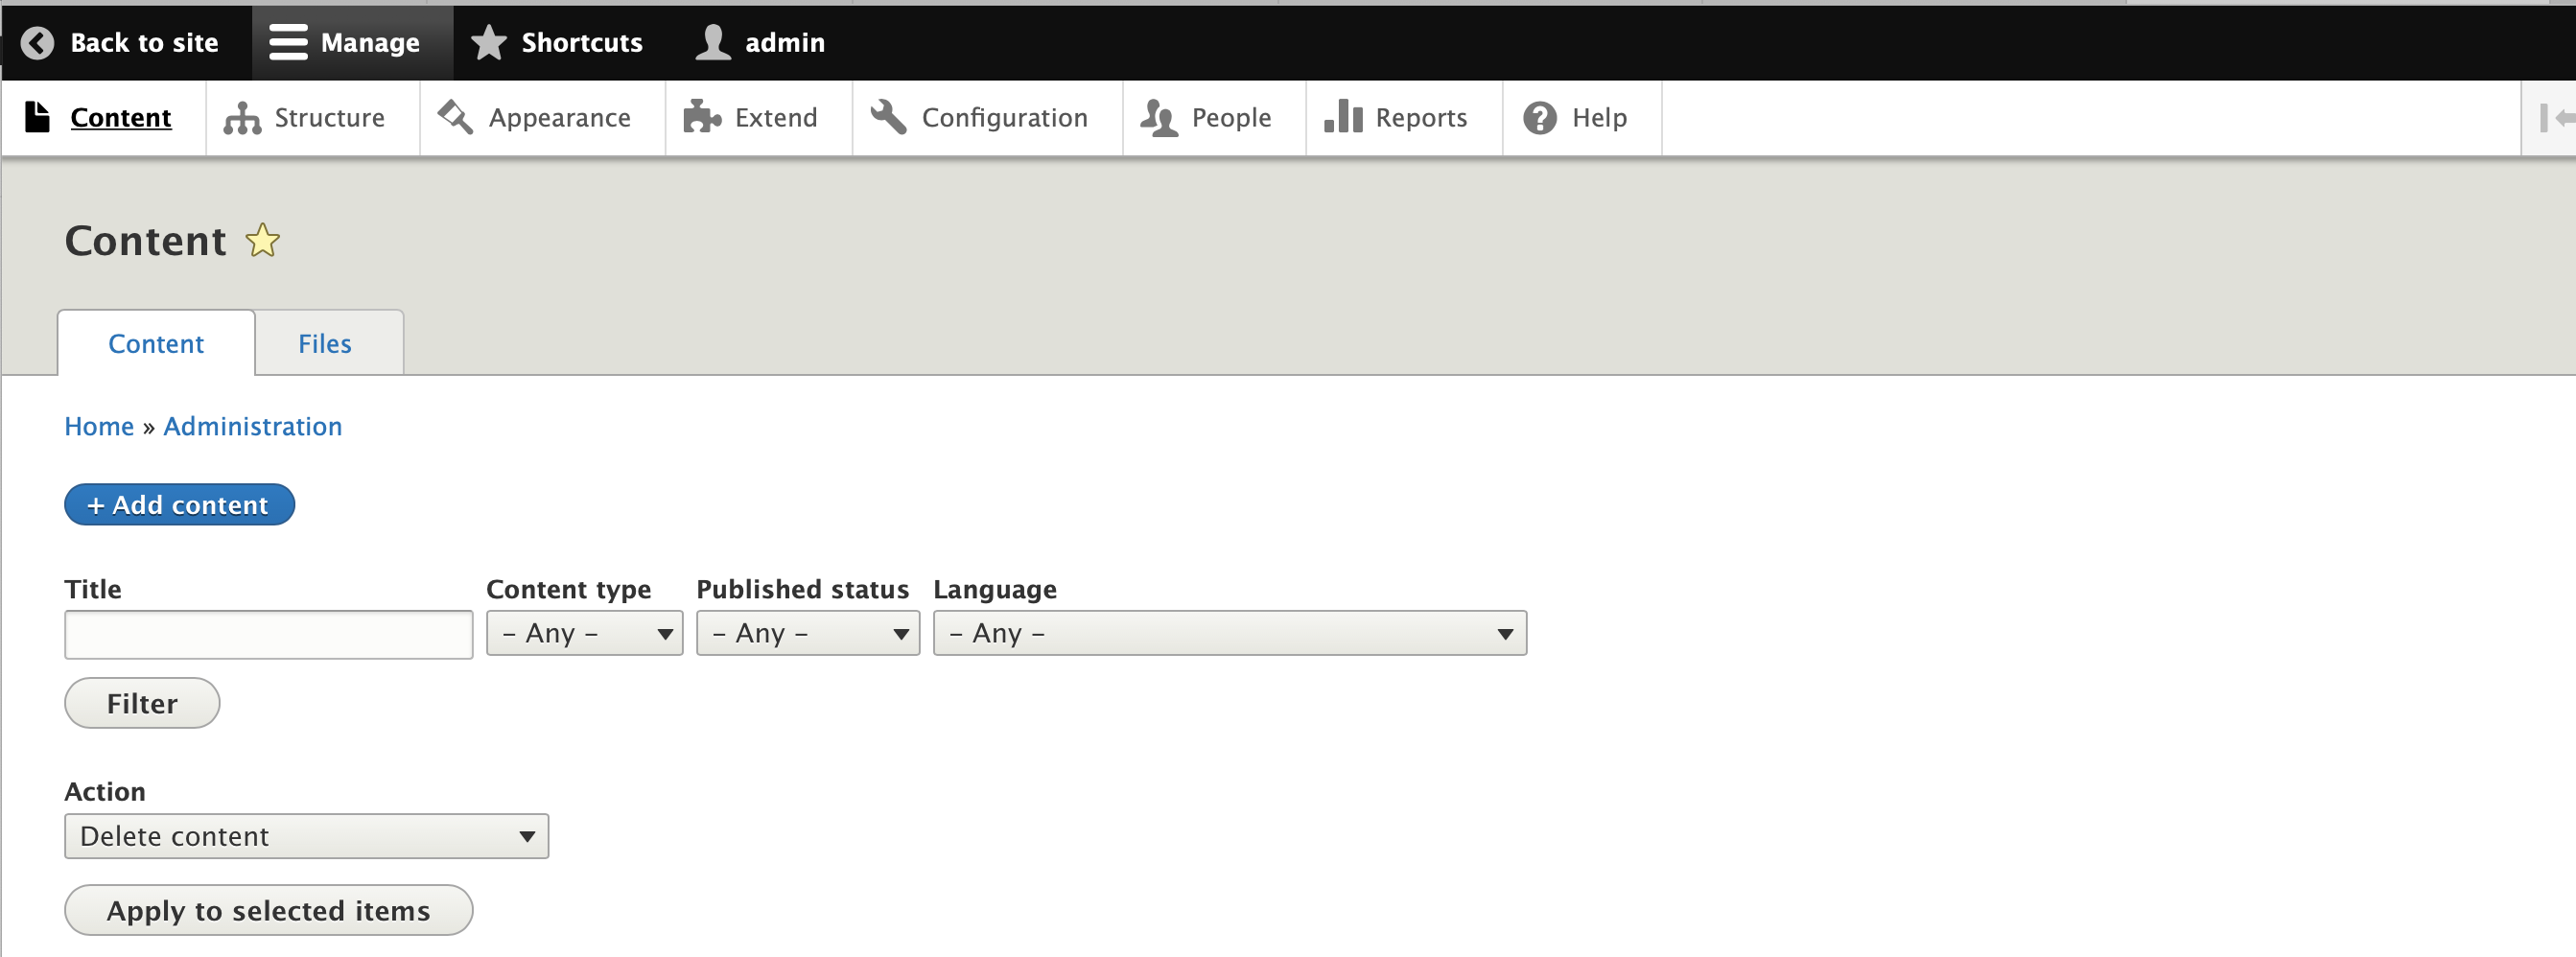 Back to site Manage Shortcuts admin
Content Structure Appearance Extend Configuration People Reports Help
Content
Content Files
Home » Administration
+ Add content
Title Content type Published status Language
- Any - - Any - - Any -
Filter
Action
Delete content
Apply to selected items